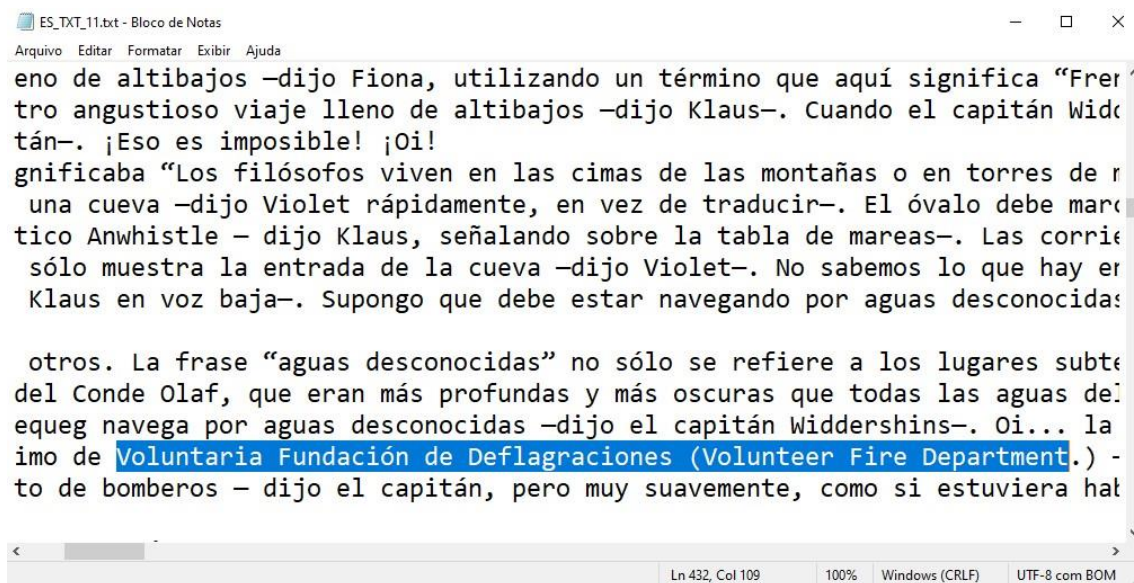 ES_TXT_11.txt - Bloco de Notas
Arquivo Editar Formatar Exibir Ajuda
eno de altibajos —dijo Fiona, utilizando un término que aquí significa “Fren
tro angustioso viaje lleno de altibajos —dijo Klaus—. Cuando el capitán Widd
tán—. ¡Eso es imposible! ¡Oi!
gnificaba “Los filósofos viven en las cimas de las montañas o en torres de
una cueva —dijo Violet rápidamente, en vez de traducir—. El óvalo debe marc
tico Anwhistle — dijo Klaus, señalando sobre la tabla de mareas—. Las corrie
sólo muestra la entrada de la cueva —dijo Violet—. No sabemos lo que hay en
Klaus en voz baja—. Supongo que debe estar navegando por aguas desconocidas
otros. La frase “aguas desconocidas” no sólo se refiere a los lugares subte
del Conde Olaf, que eran más profundas y más oscuras que todas las aguas del
equeg navega por aguas desconocidas —dijo el capitán Widdershins—. Oi... la
imo de Voluntaria Fundación de Deflagraciones (Volunteer Fire Department.) -
to de bomberos — dijo el capitán, pero muy suavemente, como si estuviera hab
Ln 432, Col 109 100% Windows (CRLF) UTF-8 com BOM